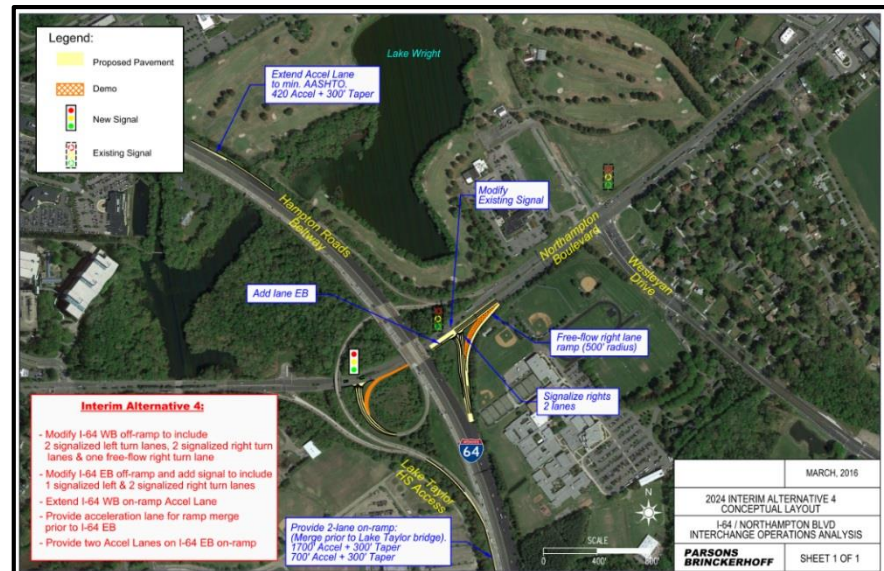 Legend:
Proposed Pavement
Demo
New Signal
Existing Signal
Lake Wright
Extend Accel Lane
to min. AASHTO.
420 Accel + 300' Taper
Modify
Existing Signal
Hampton Roads
Beltway
Northampton
Boulevard
Wesleyan
Drive
Add lane EB
Free-flow right lane
ramp (500' radius)
Signalize rights
2 lanes
INTERSTATE
64
Lake Taylor
HS Access
Interim Alternative 4:
- Modify I-64 WB off-ramp to include
2 signalized left turn lanes, 2 signalized right turn
lanes & one free-flow right turn lane
- Modify I-64 EB off-ramp and add signal to include
1 signalized left & 2 signalized right turn lanes
- Extend I-64 WB on-ramp Accel Lane
- Provide acceleration lane for ramp merge
prior to I-64 EB
- Provide two Accel Lanes on I-64 EB on-ramp
Provide 2-lane on-ramp:
(Merge prior to Lake Taylor bridge).
1700' Accel + 300' Taper
700' Accel + 300' Taper
N
SCALE
0 400' 800'
MARCH, 2016
2024 INTERIM ALTERNATIVE 4
CONCEPTUAL LAYOUT
I-64 / NORTHAMPTON BLVD
INTERCHANGE OPERATIONS ANALYSIS
PARSONS
BRINCKERHOFF
SHEET 1 OF 1